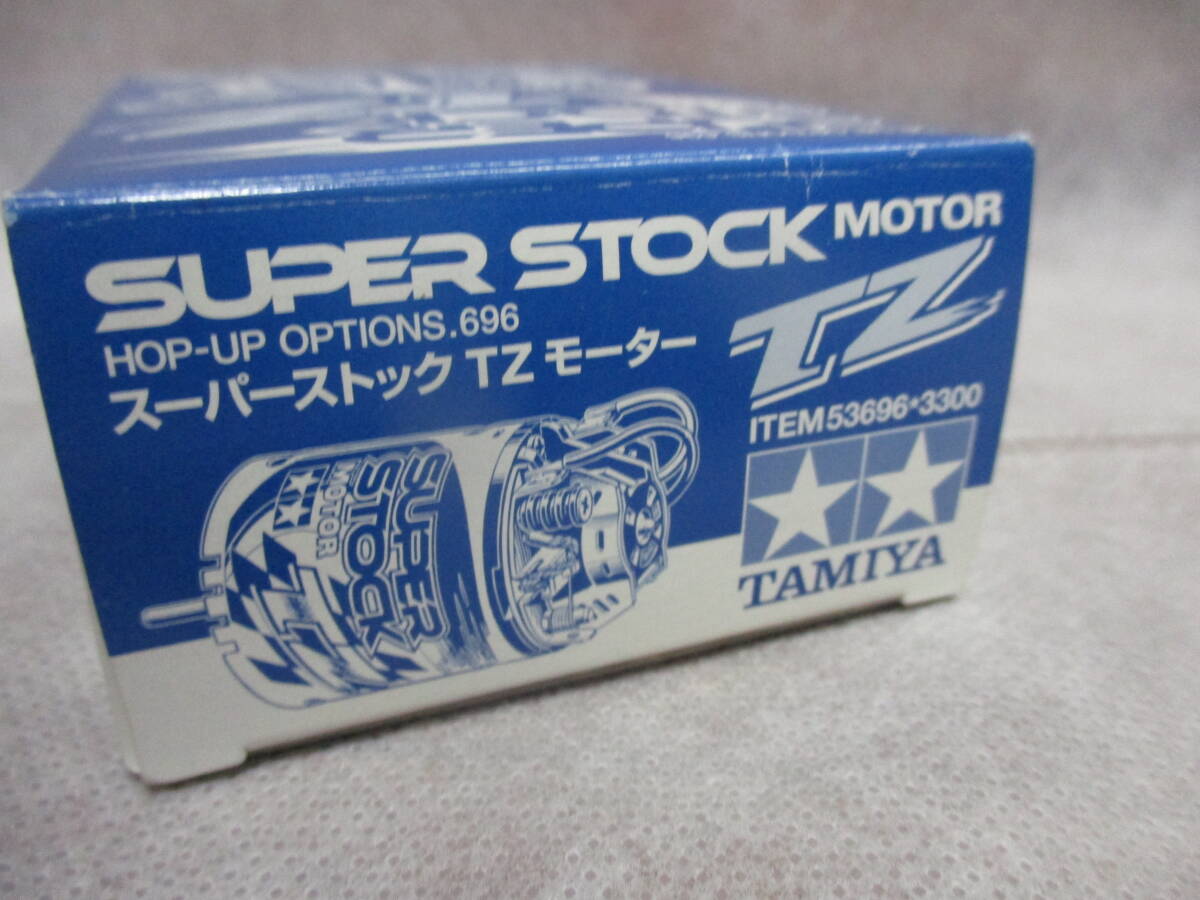 SUPER STOCK MOTOR
TZ
HOP-UP OPTIONS.696
スーパーストック TZ モーター
ITEM 53696*3300
TAMIYA
SUPER
STOCK
MOTOR
TZ